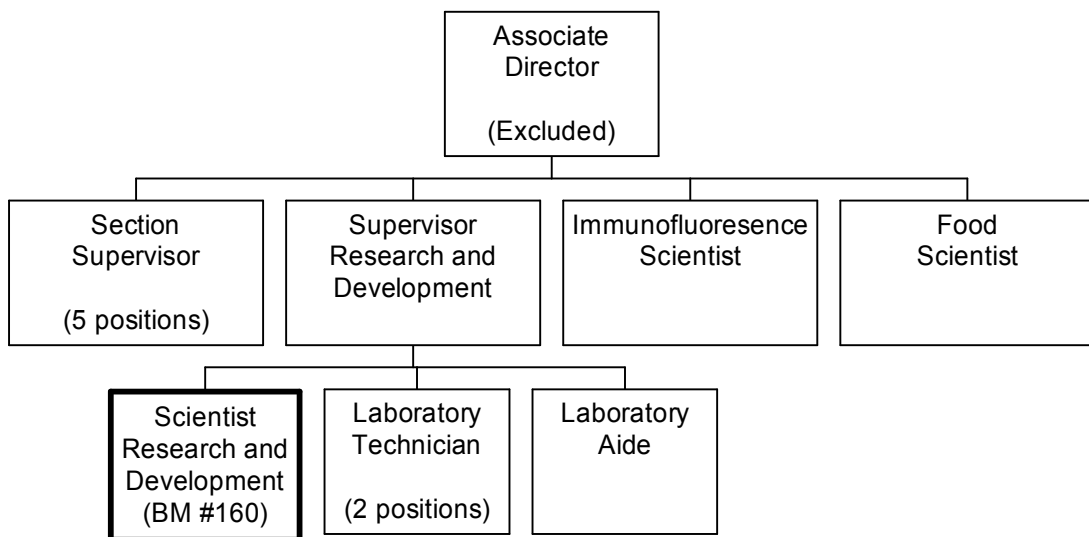 Associate
Director
(Excluded)
Section
Supervisor
(5 positions)
Supervisor
Research and
Development
Immunofluoresence
Scientist
Food
Scientist
Scientist
Research and
Development
(BM #160)
Laboratory
Technician
(2 positions)
Laboratory
Aide